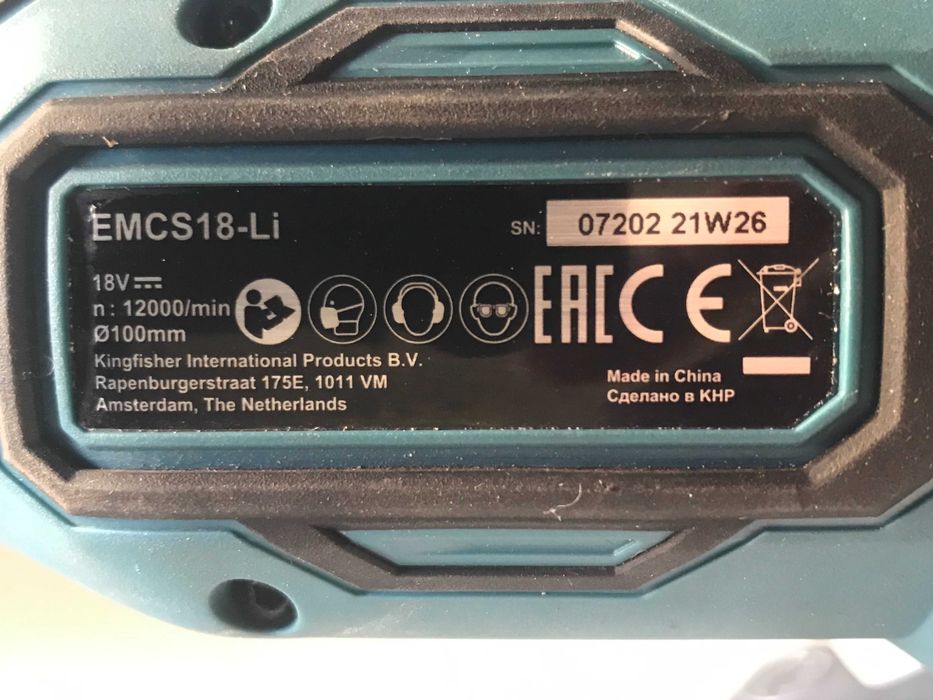 EMCS18-Li
SN: 07202 21W26
18V
n : 12000/min
Ø100mm
EAC CE
Kingfisher International Products B.V.
Rapenburgerstraat 175E, 1011 VM
Amsterdam, The Netherlands
Made in China
Сделано в КНР